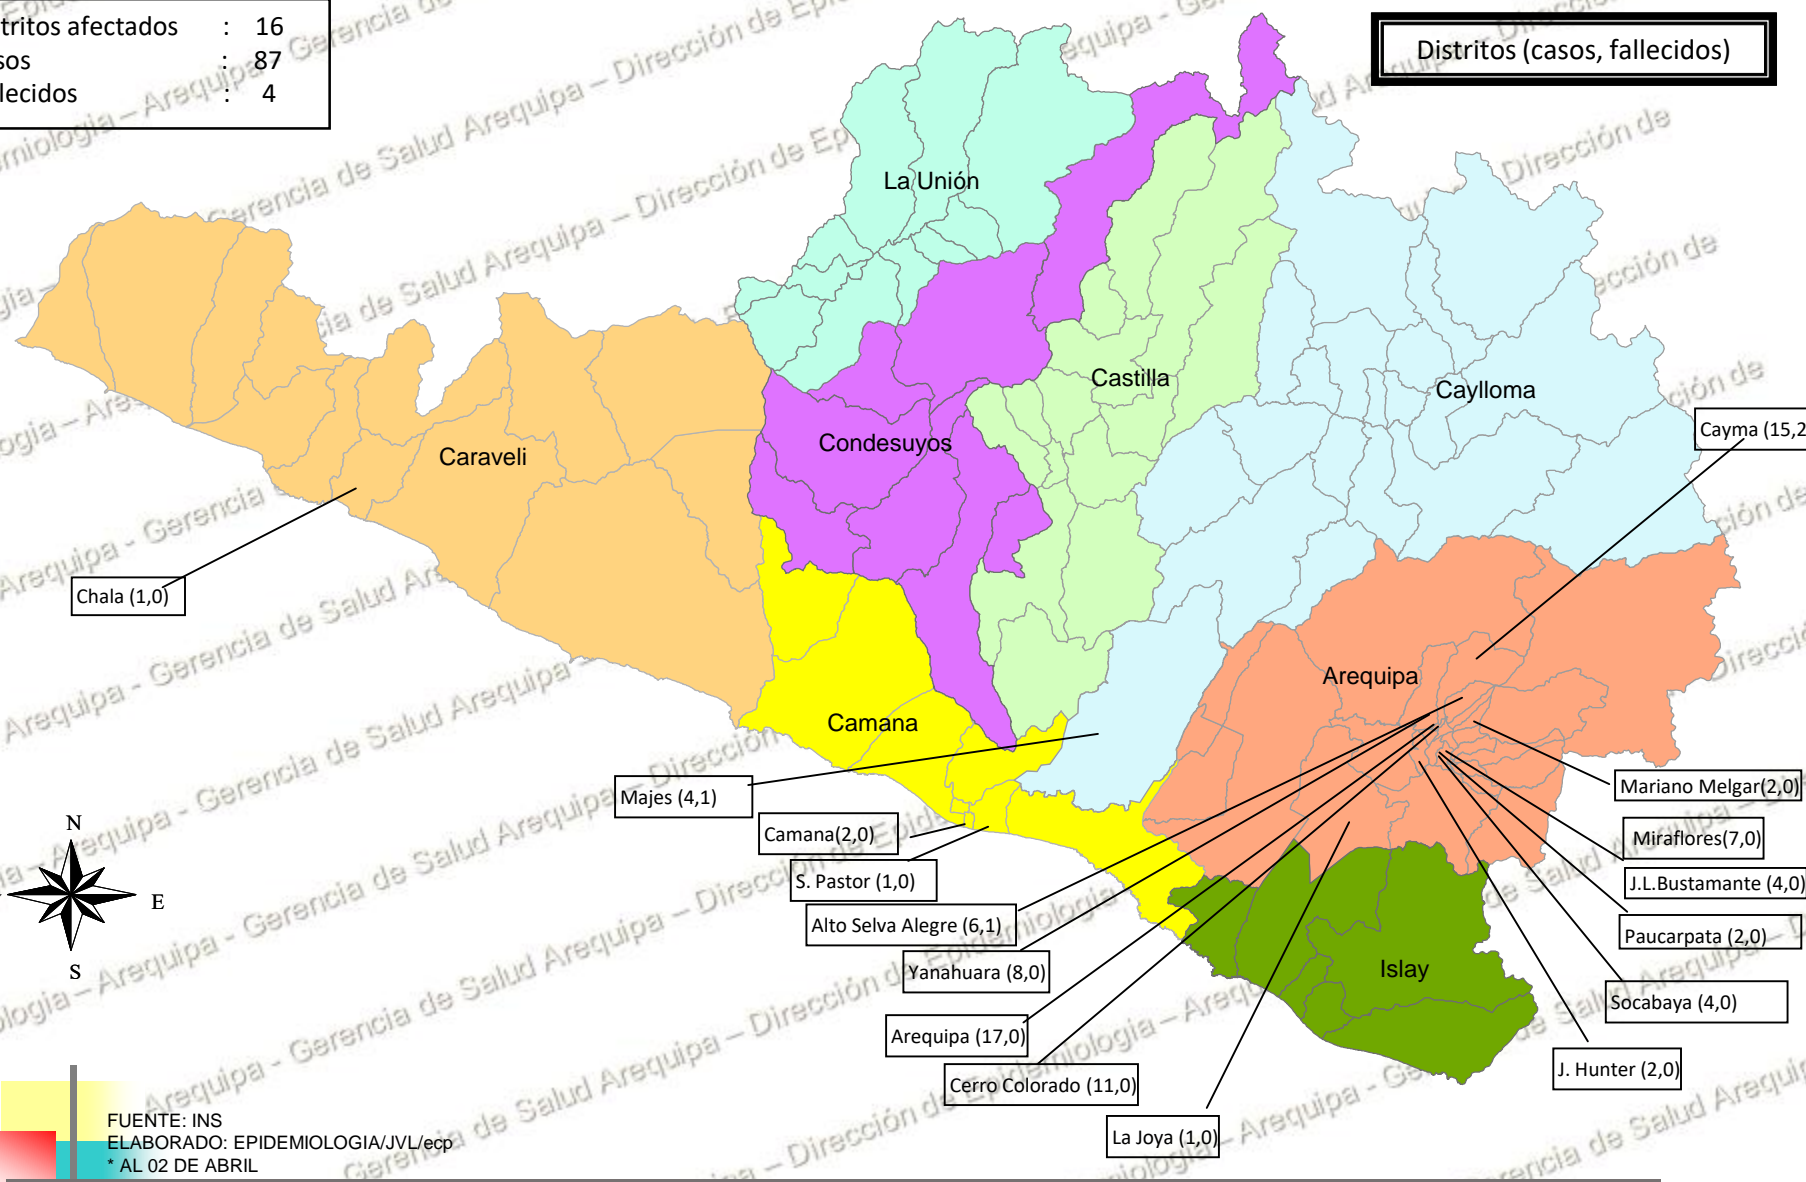 tritos afectados : 16
sos : 87
lecidos : 4
Distritos (casos, fallecidos)
La Unión
Castilla
Caylloma
Cayma (15,2
Condesuyos
Caraveli
Chala (1,0)
Arequipa
Camana
Majes (4,1)
Mariano Melgar(2,0)
Camana(2,0)
Miraflores(7,0)
S. Pastor (1,0)
J.L.Bustamante (4,0)
Alto Selva Alegre (6,1)
Paucarpata (2,0)
Yanahuara (8,0)
Islay
Socabaya (4,0)
Arequipa (17,0)
J. Hunter (2,0)
Cerro Colorado (11,0)
La Joya (1,0)
N
E
S
FUENTE: INS
ELABORADO: EPIDEMIOLOGIA/JVL/ecp
* AL 02 DE ABRIL